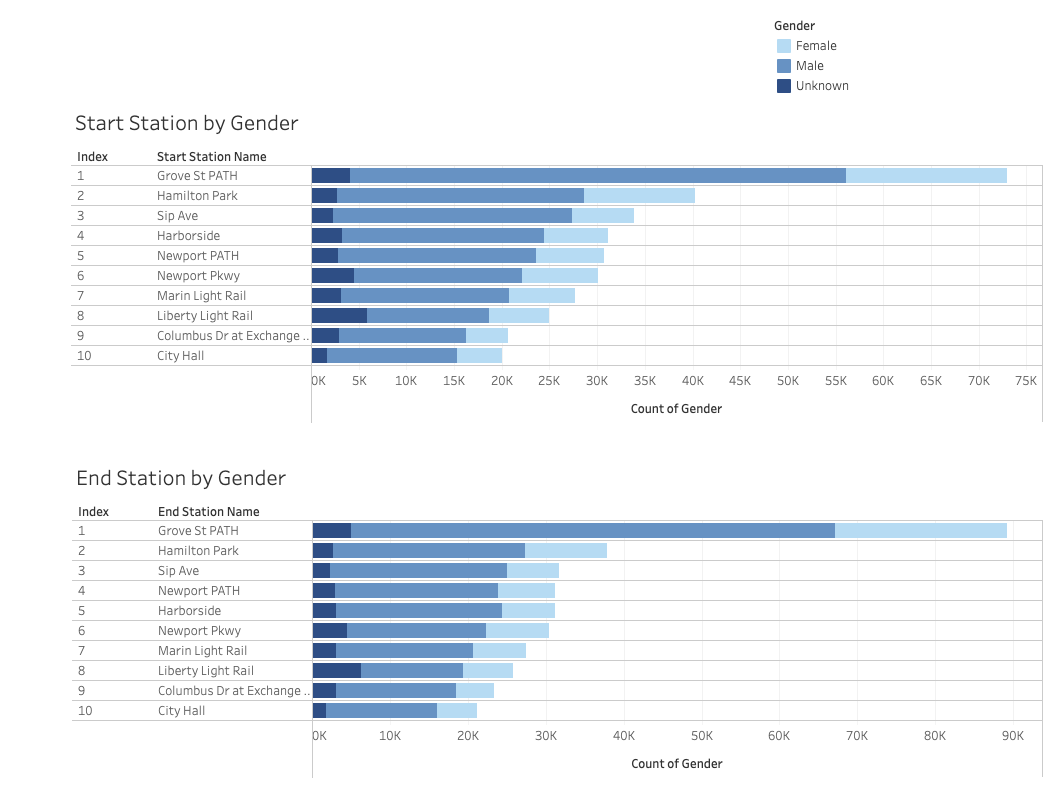 Gender
Female
Male
Unknown
Start Station by Gender
Index Start Station Name
1 Grove St PATH
2 Hamilton Park
3 Sip Ave
4 Harborside
5 Newport PATH
6 Newport Pkwy
7 Marin Light Rail
8 Liberty Light Rail
9 Columbus Dr at Exchange ..
10 City Hall
0K 5K 10K 15K 20K 25K 30K 35K 40K 45K 50K 55K 60K 65K 70K 75K
Count of Gender
End Station by Gender
Index End Station Name
1 Grove St PATH
2 Hamilton Park
3 Sip Ave
4 Newport PATH
5 Harborside
6 Newport Pkwy
7 Marin Light Rail
8 Liberty Light Rail
9 Columbus Dr at Exchange ..
10 City Hall
0K 10K 20K 30K 40K 50K 60K 70K 80K 90K
Count of Gender